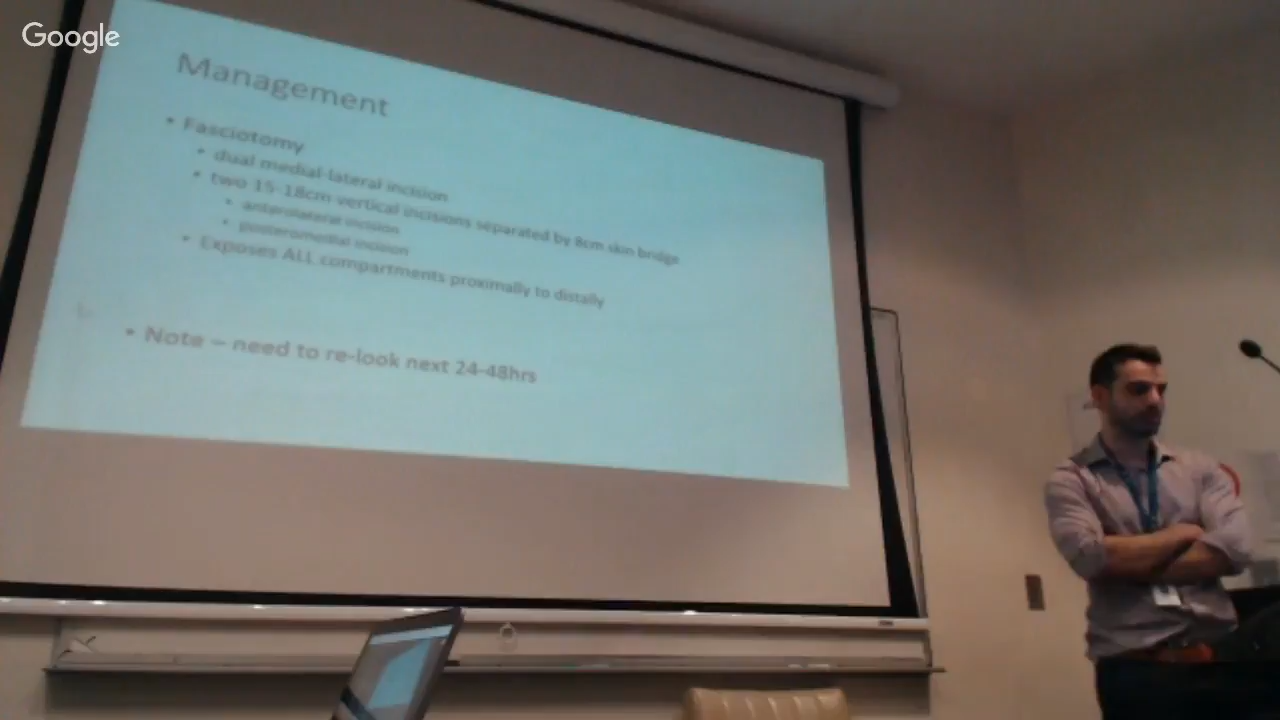 Google
Management
• Fasciotomy
• dual medial-lateral incision
• two 15-18cm vertical incisions separated by 8cm skin bridge
• anterolateral incision
• posteromedial incision
• Exposes ALL compartments proximally to distally
• Note – need to re-look next 24-48hrs